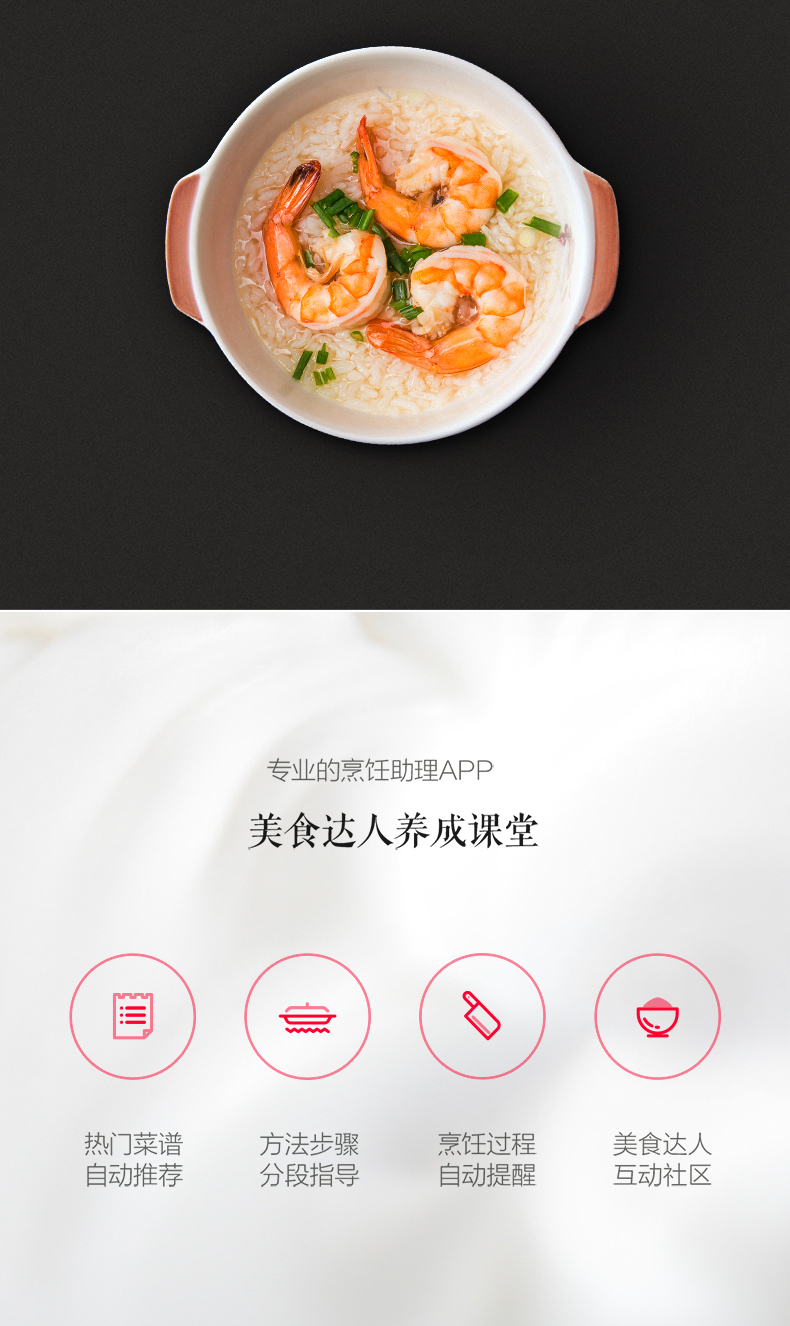 专业的烹饪助理APP
美食达人养成课堂
热门菜谱
自动推荐
方法步骤
分段指导
烹饪过程
自动提醒
美食达人
互动社区